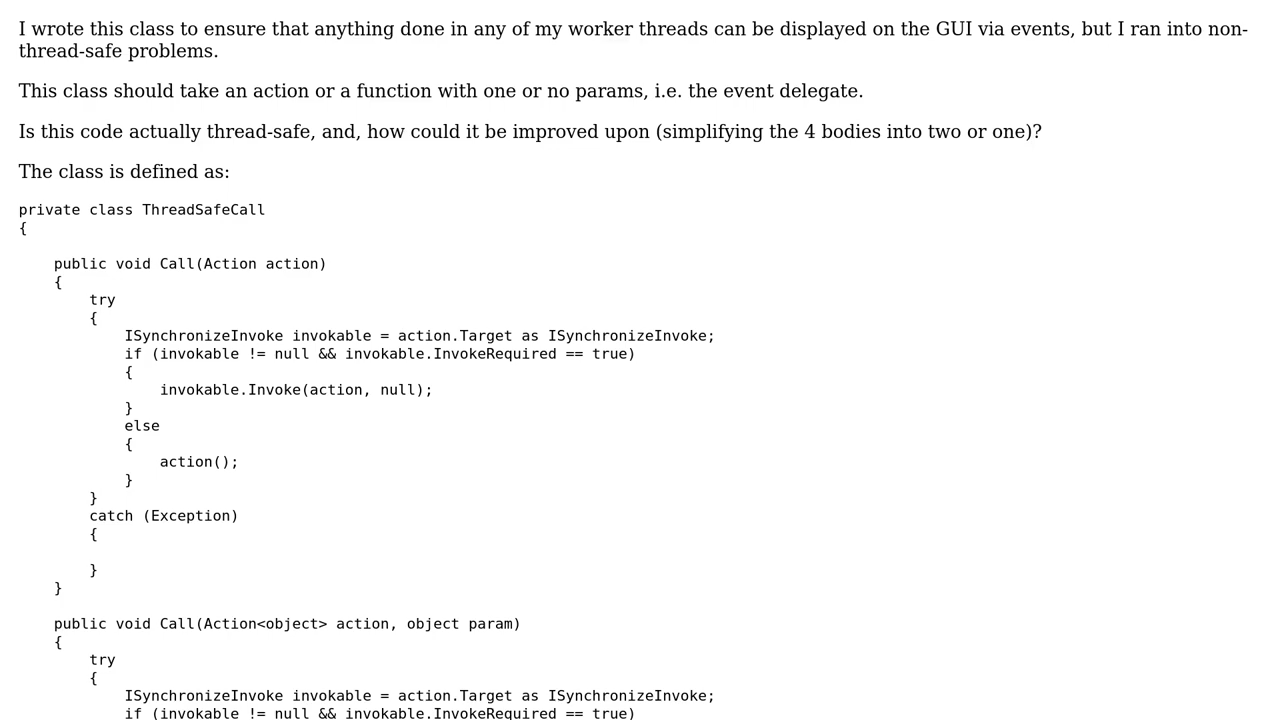 I wrote this class to ensure that anything done in any of my worker threads can be displayed on the GUI via events, but I ran into non-
thread-safe problems.
This class should take an action or a function with one or no params, i.e. the event delegate.
Is this code actually thread-safe, and, how could it be improved upon (simplifying the 4 bodies into two or one)?
The class is defined as:
private class ThreadSafeCall
{
    public void Call(Action action)
    {
        try
        {
            ISynchronizeInvoke invokable = action.Target as ISynchronizeInvoke;
            if (invokable != null && invokable.InvokeRequired == true)
            {
                invokable.Invoke(action, null);
            }
            else
            {
                action();
            }
        }
        catch (Exception)
        {
        }
    }
    public void Call(Action<object> action, object param)
    {
        try
        {
            ISynchronizeInvoke invokable = action.Target as ISynchronizeInvoke;
            if (invokable != null && invokable.InvokeRequired == true)